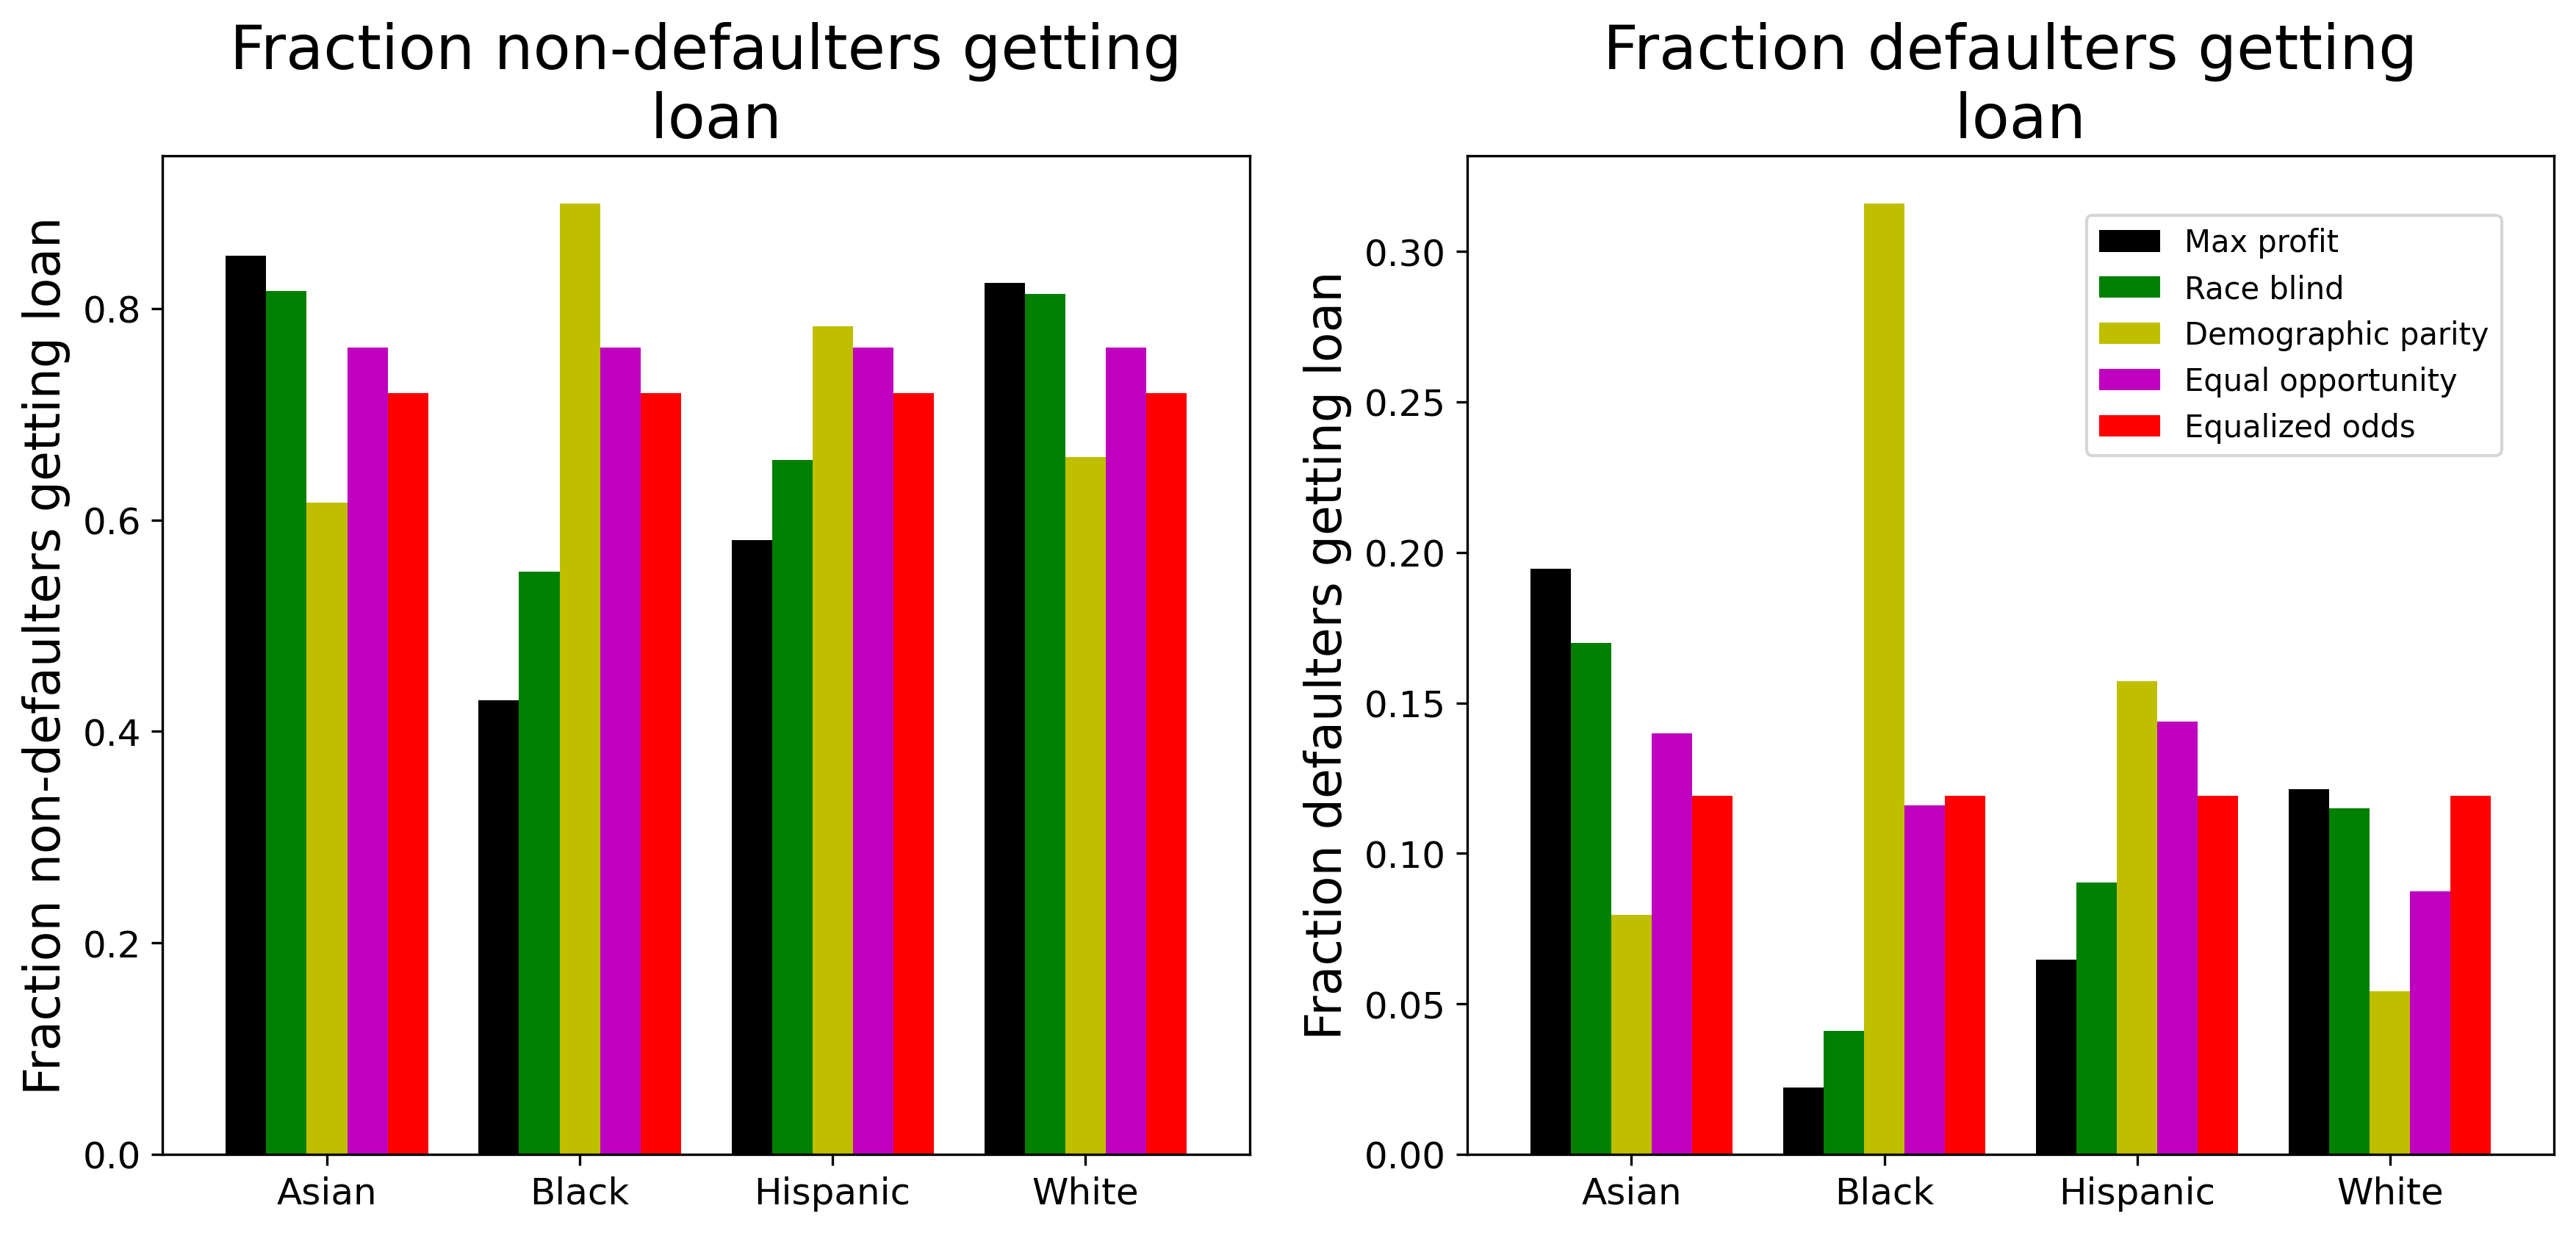 Fraction non-defaulters getting
loan
Fraction non-defaulters getting loan
0.8
0.6
0.4
0.2
0.0
Asian
Black
Hispanic
White
Fraction defaulters getting
loan
Fraction defaulters getting loan
0.30
0.25
0.20
0.15
0.10
0.05
0.00
Asian
Black
Hispanic
White
Max profit
Race blind
Demographic parity
Equal opportunity
Equalized odds